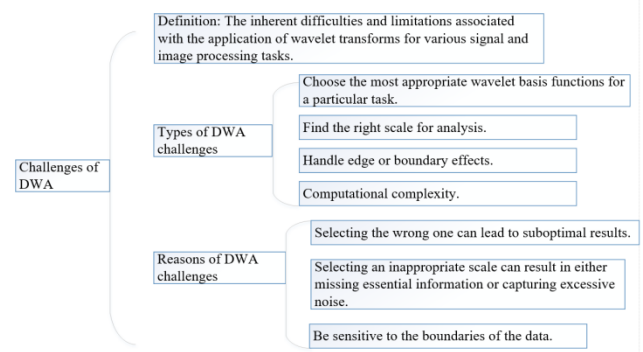 Definition: The inherent difficulties and limitations associated
with the application of wavelet transforms for various signal and
image processing tasks.
Choose the most appropriate wavelet basis functions for
a particular task.
Types of DWA
challenges
Find the right scale for analysis.
Handle edge or boundary effects.
Computational complexity.
Challenges of
DWA
Selecting the wrong one can lead to suboptimal results.
Reasons of DWA
challenges
Selecting an inappropriate scale can result in either
missing essential information or capturing excessive
noise.
Be sensitive to the boundaries of the data.